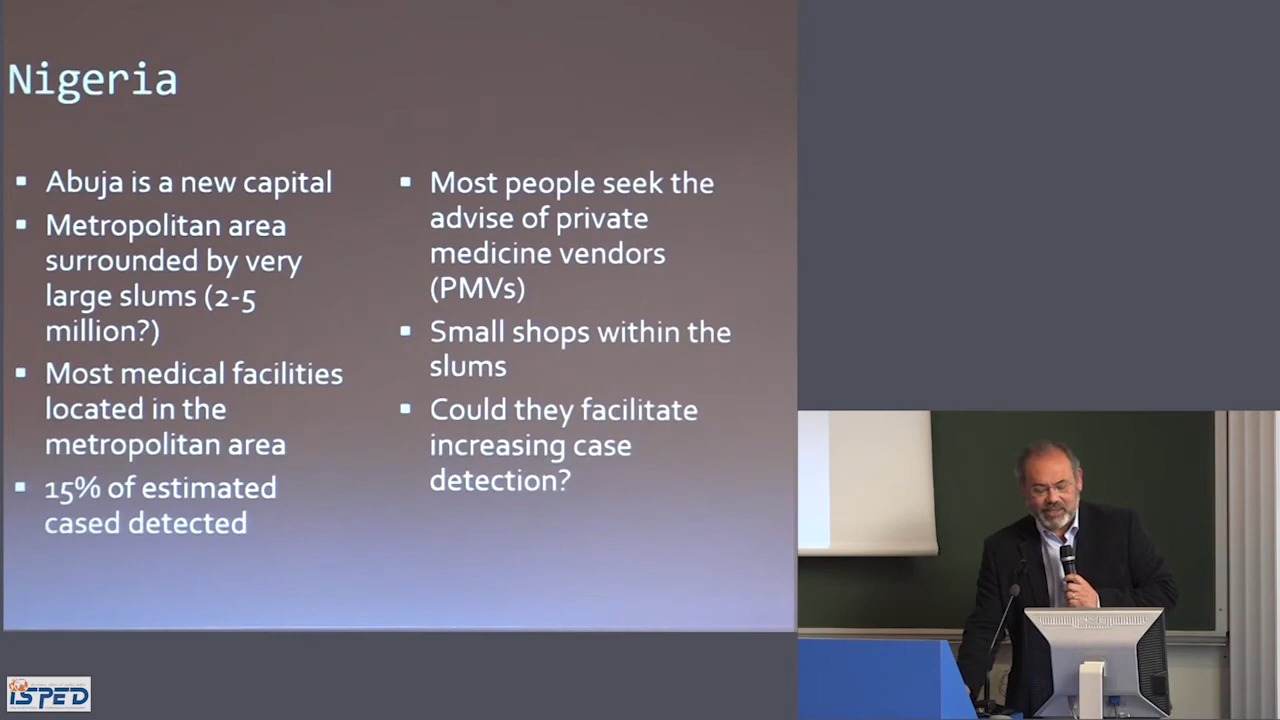 Nigeria
Abuja is a new capital
Metropolitan area
surrounded by very
large slums (2-5
million?)
Most medical facilities
located in the
metropolitan area
15% of estimated
cased detected
Most people seek the
advise of private
medicine vendors
(PMVs)
Small shops within the
slums
Could they facilitate
increasing case
detection?
ISPED